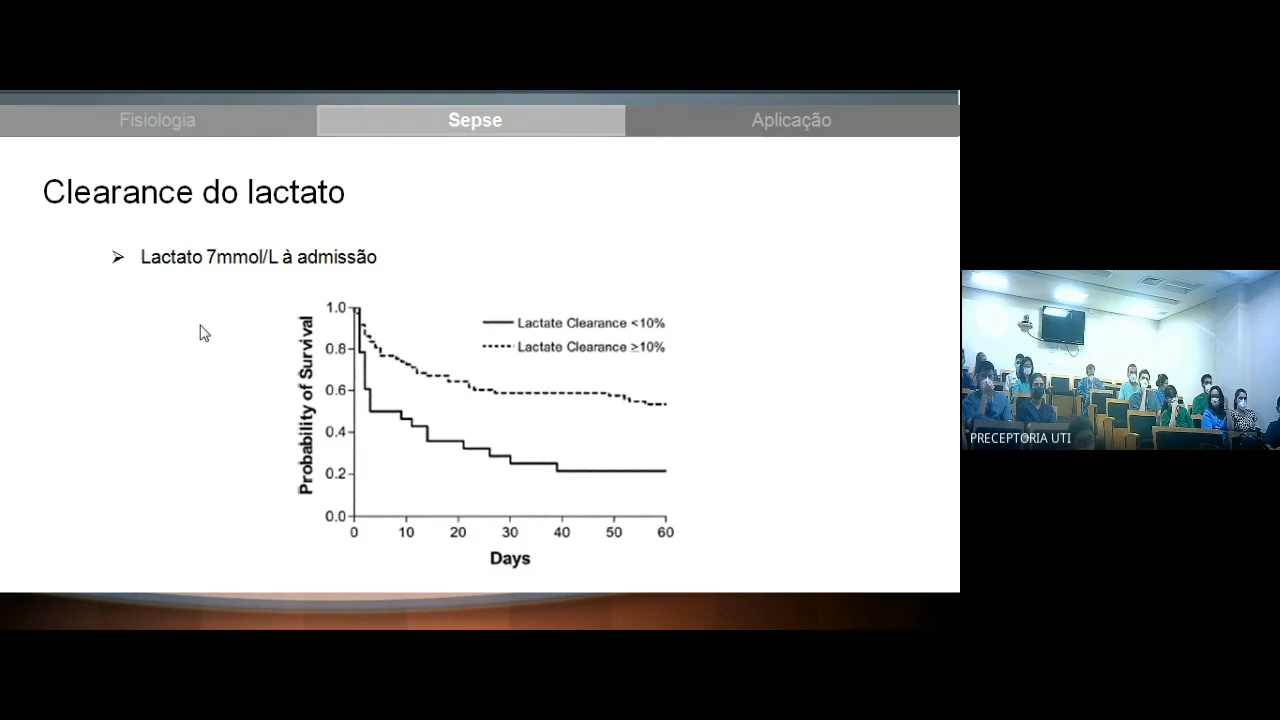 Fisiologia Sepse Aplicação
Clearance do lactato
Lactato 7mmol/L à admissão
Lactate Clearance <10%
Lactate Clearance ≥10%
Probability of Survival
1.0
0.8
0.6
0.4
0.2
0.0
0 10 20 30 40 50 60
Days
PRECEPTORIA UTI